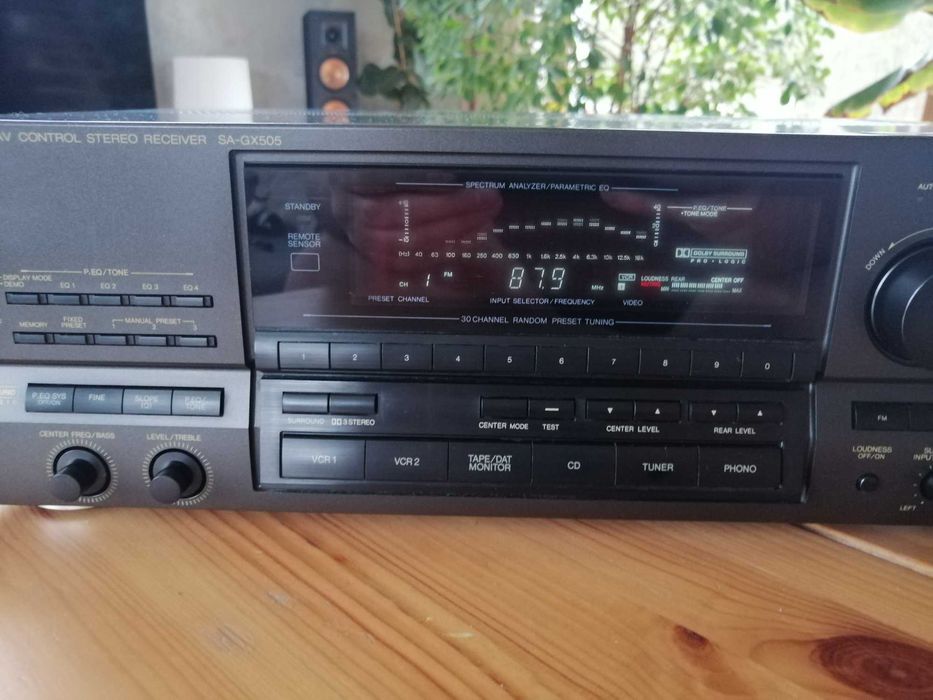 AV CONTROL STEREO RECEIVER SA-GX505
SPECTRUM ANALYZER/PARAMETRIC EQ
STANDBY
REMOTE
SENSOR
P.EQ/TONE
•TONE MODE
(Hz) 40 63 100 160 250 400 630 1k 1.6k 2.5k 4k 6.3k 10k 12.5k 16k
DOLBY SURROUND
PRO • LOGIC
CH 1 FM 87.9 MHz
VCR
1
LOUDNESS REAR
CENTER OFF
MIN
MAX
PRESET CHANNEL
INPUT SELECTOR/FREQUENCY
VIDEO
30 CHANNEL RANDOM PRESET TUNING
DISPLAY MODE
•DEMO
P.EQ/TONE
EQ 1 EQ 2 EQ 3 EQ 4
MEMORY
FIXED
PRESET
MANUAL PRESET
1 2 3
1 2 3 4 5 6 7 8 9 0
P.EQ SYS
OFF/ON
FINE
SLOPE
(Q)
P.EQ/
TONE
CENTER FREQ/BASS
LEVEL/TREBLE
SURROUND
3 STEREO
CENTER MODE
TEST
CENTER LEVEL
REAR LEVEL
VCR 1
VCR 2
TAPE/DAT
MONITOR
CD
TUNER
PHONO
DOWN
FM
LOUDNESS
OFF/ON
LEFT